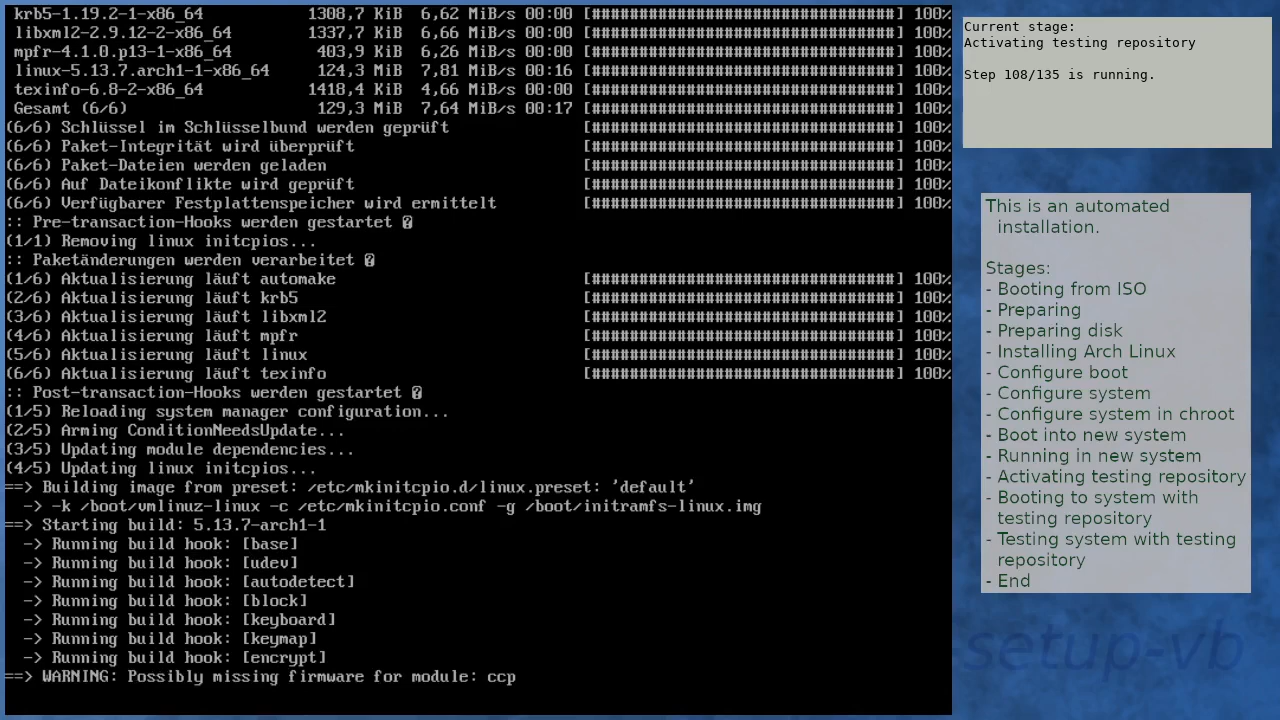 krb5-1.19.2-1-x86_64 1308,7 KiB 6,62 MiB/s 00:00 [################################] 100%
libxml2-2.9.12-2-x86_64 1337,7 KiB 6,66 MiB/s 00:00 [################################] 100%
mpfr-4.1.0.p13-1-x86_64 403,9 KiB 6,26 MiB/s 00:00 [################################] 100%
linux-5.13.7.arch1-1-x86_64 124,3 MiB 7,81 MiB/s 00:16 [################################] 100%
texinfo-6.8-2-x86_64 1418,4 KiB 4,66 MiB/s 00:00 [################################] 100%
Gesamt (6/6) 129,3 MiB 7,64 MiB/s 00:17 [################################] 100%
(6/6) Schlüssel im Schlüsselbund werden geprüft [################################] 100%
(6/6) Paket-Integrität wird überprüft [################################] 100%
(6/6) Paket-Dateien werden geladen [################################] 100%
(6/6) Auf Dateikonflikte wird geprüft [################################] 100%
(6/6) Verfügbarer Festplattenspeicher wird ermittelt [################################] 100%
:: Pre-transaction-Hooks werden gestartet �
(1/1) Removing linux initcpios...
:: Paketänderungen werden verarbeitet �
(1/6) Aktualisierung läuft automake [################################] 100%
(2/6) Aktualisierung läuft krb5 [################################] 100%
(3/6) Aktualisierung läuft libxml2 [################################] 100%
(4/6) Aktualisierung läuft mpfr [################################] 100%
(5/6) Aktualisierung läuft linux [################################] 100%
(6/6) Aktualisierung läuft texinfo [################################] 100%
:: Post-transaction-Hooks werden gestartet �
(1/5) Reloading system manager configuration...
(2/5) Arming ConditionNeedsUpdate...
(3/5) Updating module dependencies...
(4/5) Updating linux initcpios...
==> Building image from preset: /etc/mkinitcpio.d/linux.preset: 'default'
-> -k /boot/vmlinuz-linux -c /etc/mkinitcpio.conf -g /boot/initramfs-linux.img
==> Starting build: 5.13.7-arch1-1
-> Running build hook: [base]
-> Running build hook: [udev]
-> Running build hook: [autodetect]
-> Running build hook: [block]
-> Running build hook: [keyboard]
-> Running build hook: [keymap]
-> Running build hook: [encrypt]
==> WARNING: Possibly missing firmware for module: ccp
Current stage:
Activating testing repository
Step 108/135 is running.
This is an automated
installation.
Stages:
- Booting from ISO
- Preparing
- Preparing disk
- Installing Arch Linux
- Configure boot
- Configure system
- Configure system in chroot
- Boot into new system
- Running in new system
- Activating testing repository
- Booting to system with
testing repository
- Testing system with testing
repository
- End
setup-vb